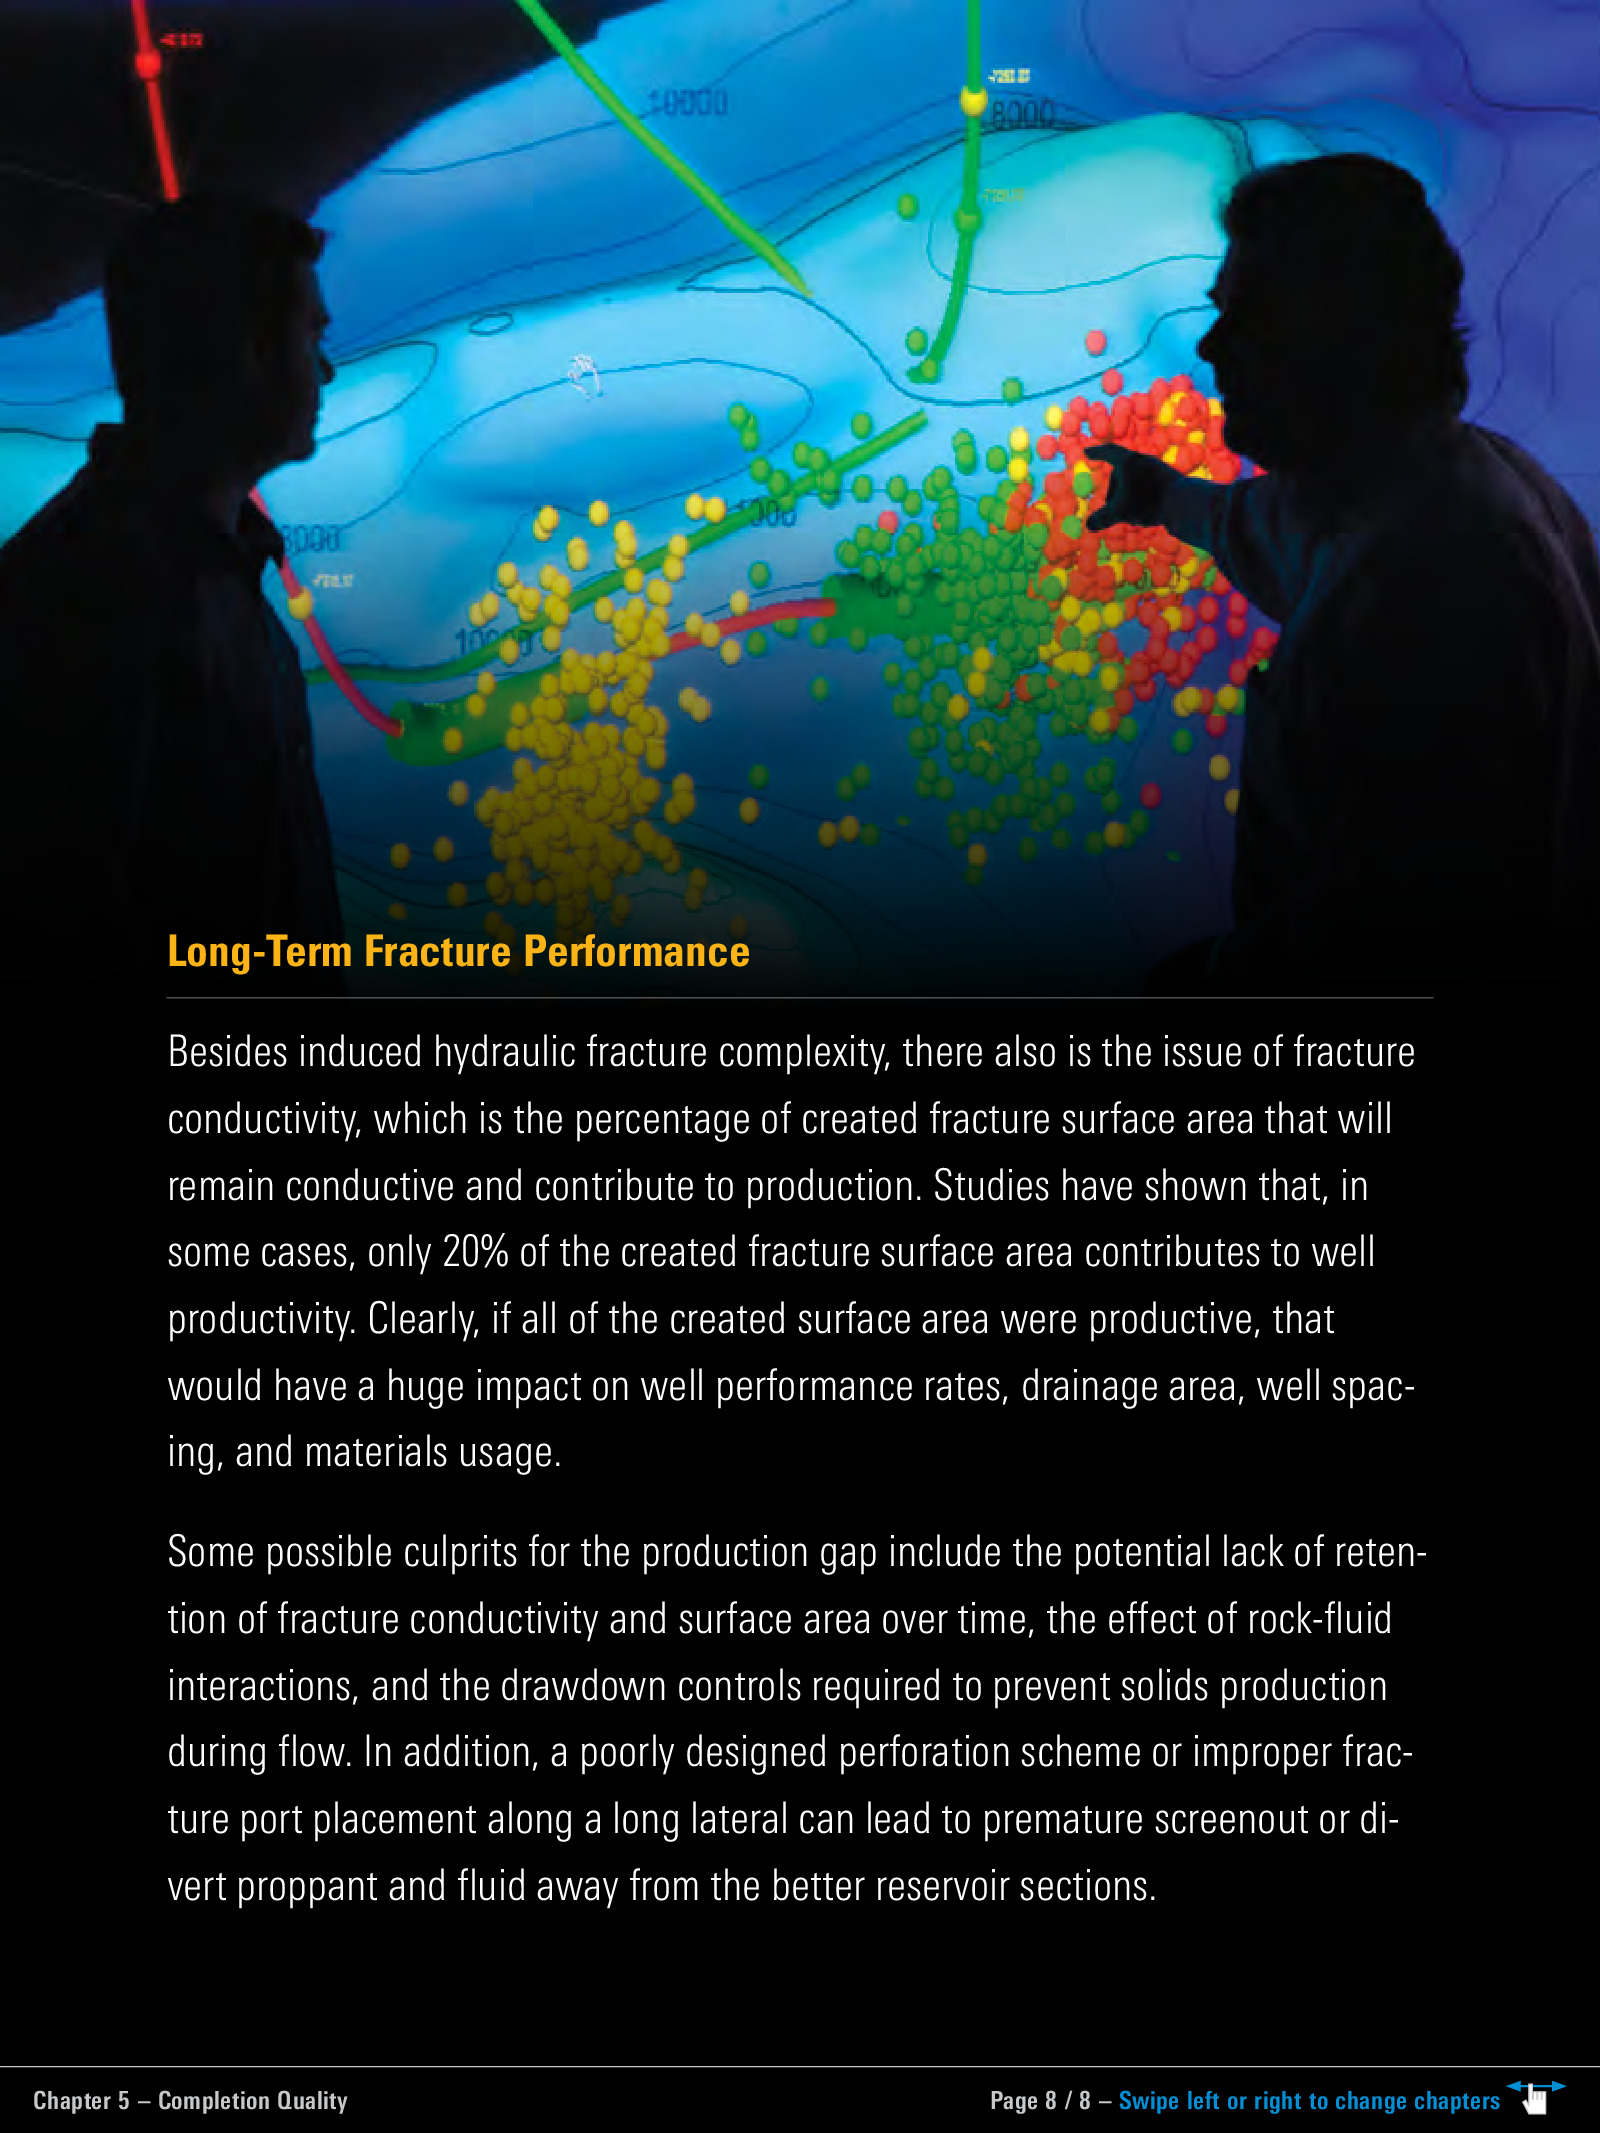 10000
8000
10000
Long-Term Fracture Performance
Besides induced hydraulic fracture complexity, there also is the issue of fracture
conductivity, which is the percentage of created fracture surface area that will
remain conductive and contribute to production. Studies have shown that, in
some cases, only 20% of the created fracture surface area contributes to well
productivity. Clearly, if all of the created surface area were productive, that
would have a huge impact on well performance rates, drainage area, well spac-
ing, and materials usage.
Some possible culprits for the production gap include the potential lack of reten-
tion of fracture conductivity and surface area over time, the effect of rock-fluid
interactions, and the drawdown controls required to prevent solids production
during flow. In addition, a poorly designed perforation scheme or improper frac-
ture port placement along a long lateral can lead to premature screenout or di-
vert proppant and fluid away from the better reservoir sections.
Chapter 5 – Completion Quality
Page 8 / 8 – Swipe left or right to change chapters